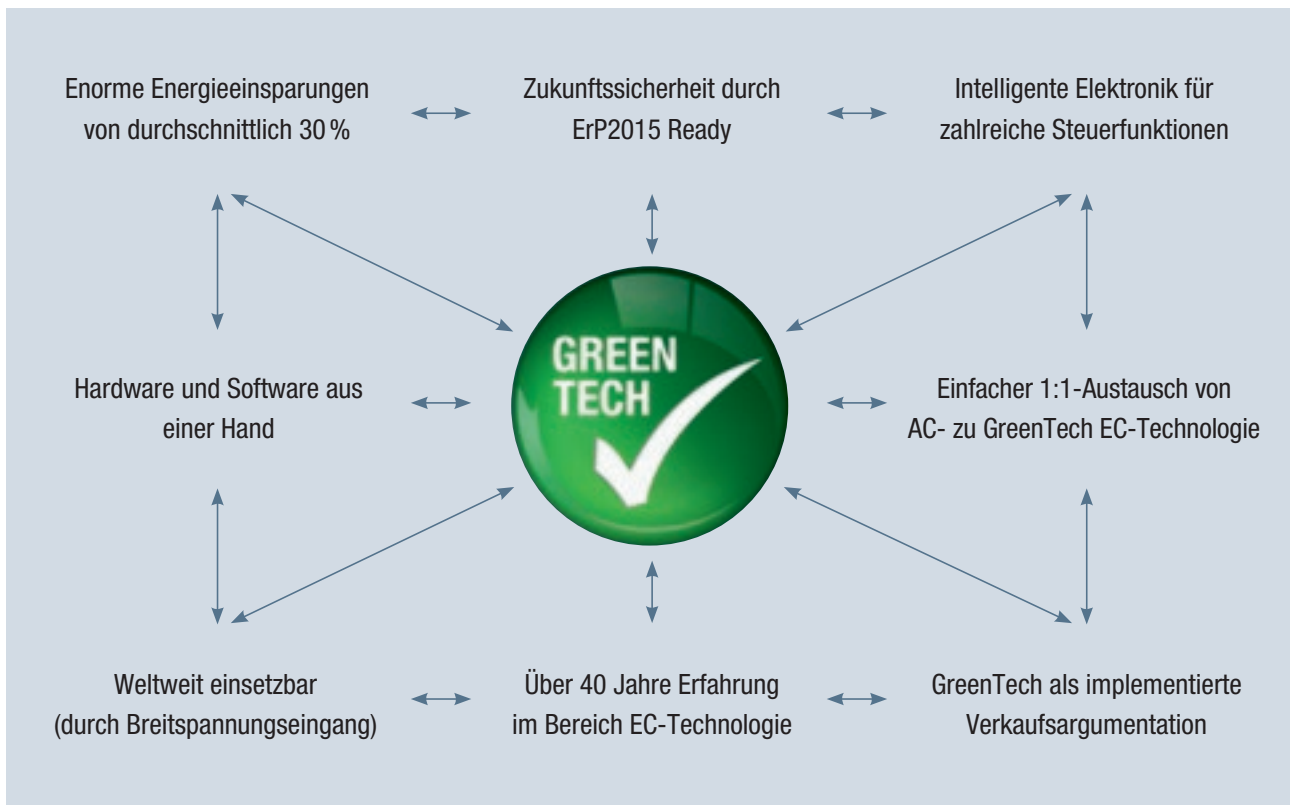 Enorme Energieeinsparungen
von durchschnittlich 30 %
Zukunftssicherheit durch
ErP2015 Ready
Intelligente Elektronik für
zahlreiche Steuerfunktionen
Hardware und Software aus
einer Hand
GREEN
TECH
Einfacher 1:1-Austausch von
AC- zu GreenTech EC-Technologie
Weltweit einsetzbar
(durch Breitspannungseingang)
Über 40 Jahre Erfahrung
im Bereich EC-Technologie
GreenTech als implementierte
Verkaufsargumentation